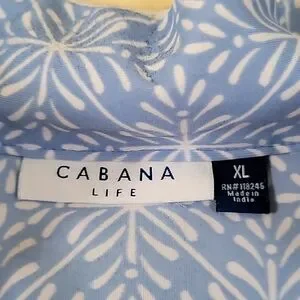 CABANA
LIFE
XL
RN#118245
Made in
India